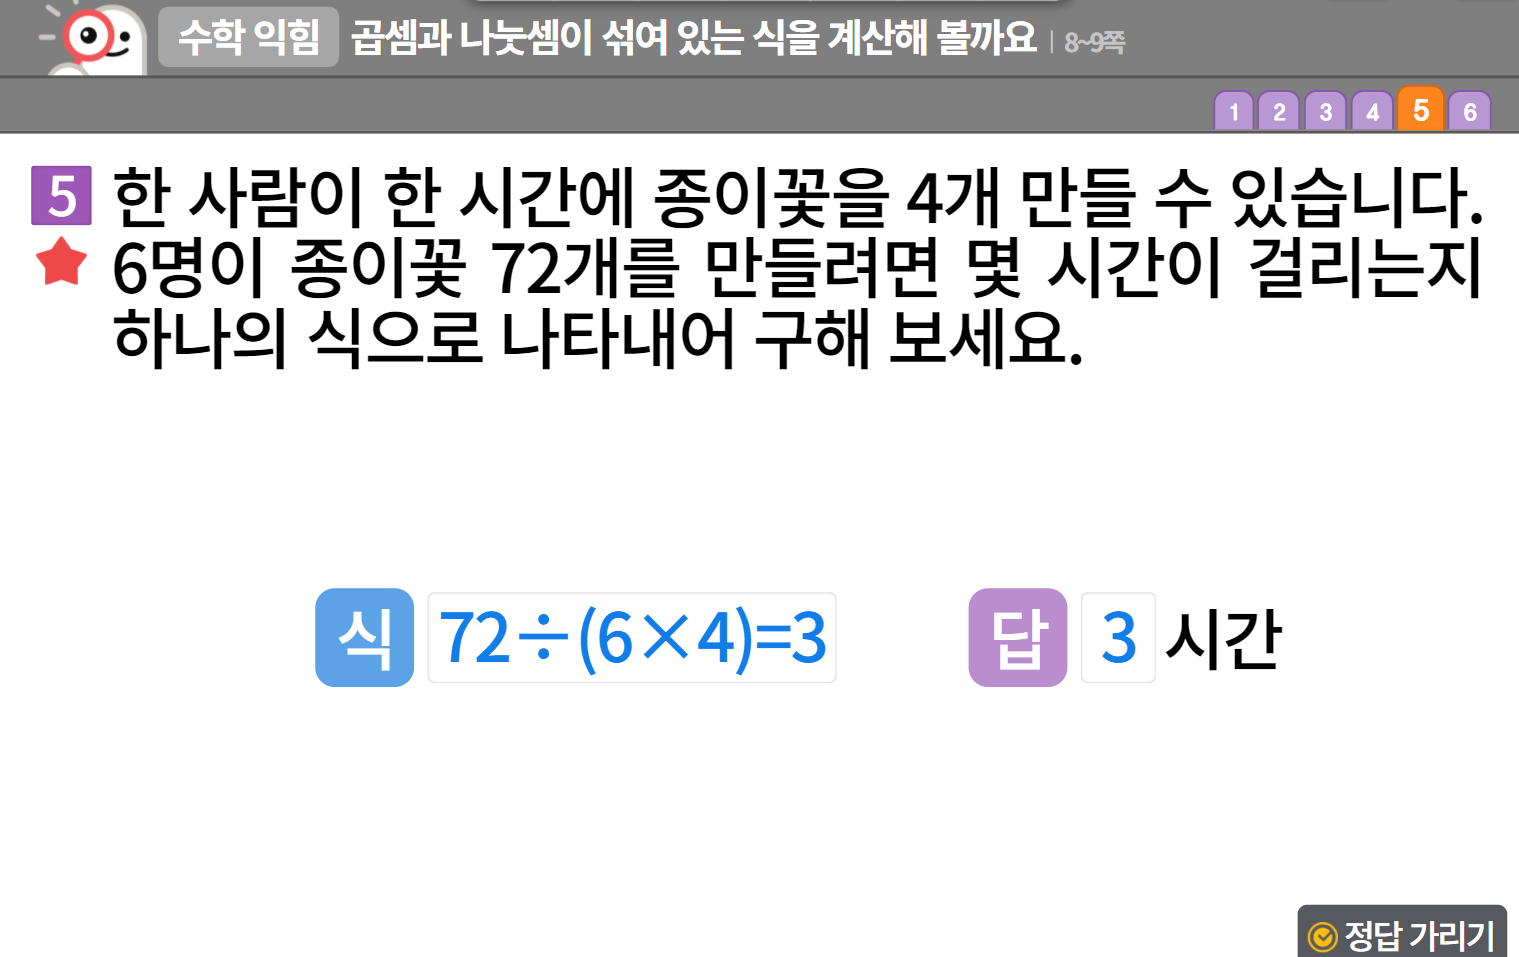 수학 익힘 곱셈과 나눗셈이 섞여 있는 식을 계산해 볼까요 | 8~9쪽
1 2 3 4 5 6
5 한 사람이 한 시간에 종이꽃을 4개 만들 수 있습니다.
6명이 종이꽃 72개를 만들려면 몇 시간이 걸리는지
하나의 식으로 나타내어 구해 보세요.
식 72÷(6×4)=3 답 3 시간
정답 가리기